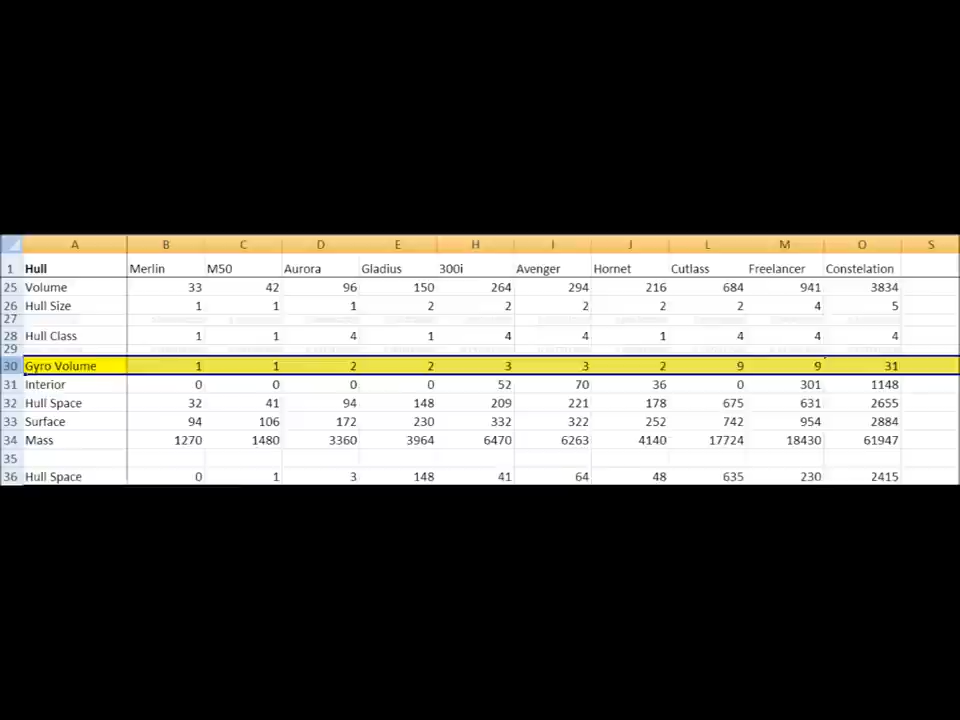 A B C D E H I J L M O S
1 Hull Merlin M50 Aurora Gladius 300i Avenger Hornet Cutlass Freelancer Constelation
25 Volume 33 42 96 150 264 294 216 684 941 3834
26 Hull Size 1 1 1 2 2 2 2 2 4 5
27
28 Hull Class 1 1 4 1 4 4 1 4 4 4
29
30 Gyro Volume 1 1 2 2 3 3 2 9 9 31
31 Interior 0 0 0 0 52 70 36 0 301 1148
32 Hull Space 32 41 94 148 209 221 178 675 631 2655
33 Surface 94 106 172 230 332 322 252 742 954 2884
34 Mass 1270 1480 3360 3964 6470 6263 4140 17724 18430 61947
35
36 Hull Space 0 1 3 148 41 64 48 635 230 2415